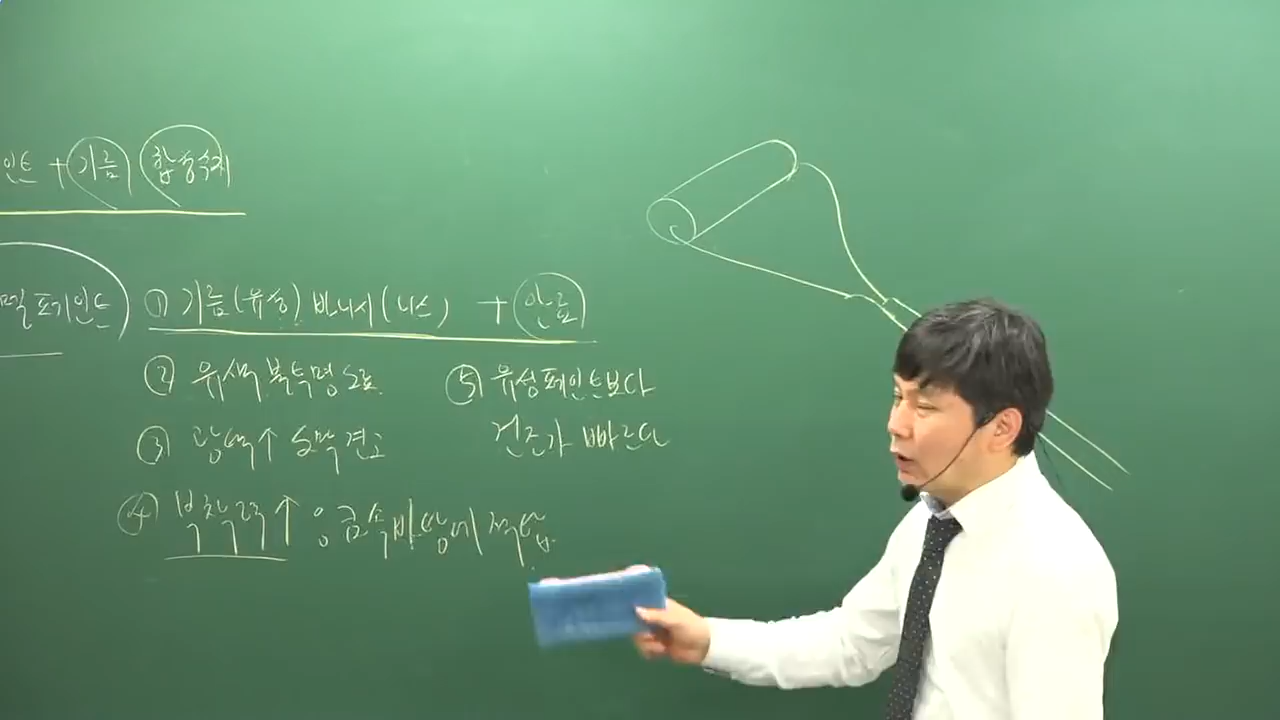 인트 + 기름 합성수지
멜 페인트) ① 기름(유성) 바니시(니스) + 안료
② 유색 불투명 도료.
③ 광택↑ 도막 견고
④ 부착력↑ ∴ 금속바탕에 적합.
⑤ 유성페인트보다
건조가 빠르다